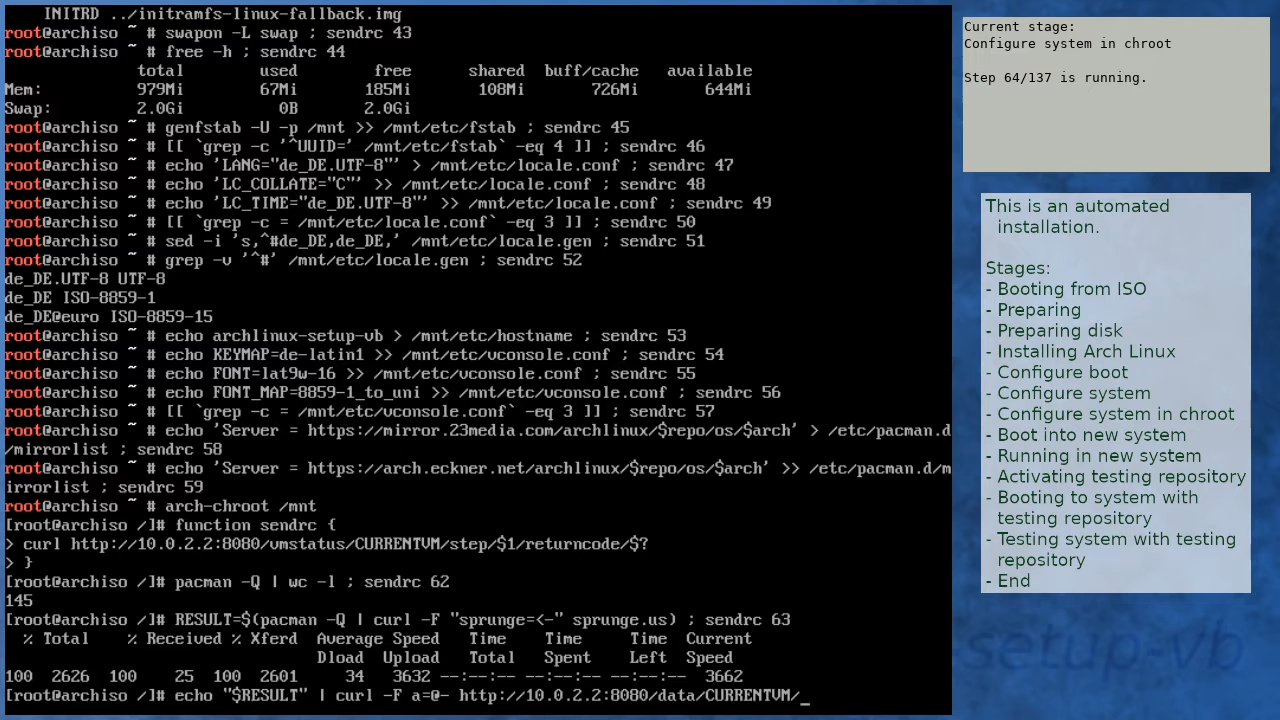 INITRD ../initramfs-linux-fallback.img
root@archiso ~ # swapon -L swap ; sendrc 43
root@archiso ~ # free -h ; sendrc 44
total used free shared buff/cache available
Mem: 979Mi 67Mi 185Mi 108Mi 726Mi 644Mi
Swap: 2.0Gi 0B 2.0Gi
root@archiso ~ # genfstab -U -p /mnt >> /mnt/etc/fstab ; sendrc 45
root@archiso ~ # [[ `grep -c '^UUID=' /mnt/etc/fstab` -eq 4 ]] ; sendrc 46
root@archiso ~ # echo 'LANG="de_DE.UTF-8"' > /mnt/etc/locale.conf ; sendrc 47
root@archiso ~ # echo 'LC_COLLATE="C"' >> /mnt/etc/locale.conf ; sendrc 48
root@archiso ~ # echo 'LC_TIME="de_DE.UTF-8"' >> /mnt/etc/locale.conf ; sendrc 49
root@archiso ~ # [[ `grep -c = /mnt/etc/locale.conf` -eq 3 ]] ; sendrc 50
root@archiso ~ # sed -i 's,^#de_DE,de_DE,' /mnt/etc/locale.gen ; sendrc 51
root@archiso ~ # grep -v '^#' /mnt/etc/locale.gen ; sendrc 52
de_DE.UTF-8 UTF-8
de_DE ISO-8859-1
de_DE@euro ISO-8859-15
root@archiso ~ # echo archlinux-setup-vb > /mnt/etc/hostname ; sendrc 53
root@archiso ~ # echo KEYMAP=de-latin1 >> /mnt/etc/vconsole.conf ; sendrc 54
root@archiso ~ # echo FONT=lat9w-16 >> /mnt/etc/vconsole.conf ; sendrc 55
root@archiso ~ # echo FONT_MAP=8859-1_to_uni >> /mnt/etc/vconsole.conf ; sendrc 56
root@archiso ~ # [[ `grep -c = /mnt/etc/vconsole.conf` -eq 3 ]] ; sendrc 57
root@archiso ~ # echo 'Server = https://mirror.23media.com/archlinux/$repo/os/$arch' > /etc/pacman.d
/mirrorlist ; sendrc 58
root@archiso ~ # echo 'Server = https://arch.eckner.net/archlinux/$repo/os/$arch' >> /etc/pacman.d/m
irrorlist ; sendrc 59
root@archiso ~ # arch-chroot /mnt
[root@archiso /]# function sendrc {
> curl http://10.0.2.2:8080/vmstatus/CURRENTVM/step/$1/returncode/$?
> }
[root@archiso /]# pacman -Q | wc -l ; sendrc 62
145
[root@archiso /]# RESULT=$(pacman -Q | curl -F "sprunge=<-" sprunge.us) ; sendrc 63
% Total % Received % Xferd Average Speed Time Time Time Current
Dload Upload Total Spent Left Speed
100 2626 100 25 100 2601 34 3632 --:--:-- --:--:-- --:--:-- 3662
[root@archiso /]# echo "$RESULT" | curl -F a=@- http://10.0.2.2:8080/data/CURRENTVM/_
Current stage:
Configure system in chroot
Step 64/137 is running.
This is an automated
installation.
Stages:
- Booting from ISO
- Preparing
- Preparing disk
- Installing Arch Linux
- Configure boot
- Configure system
- Configure system in chroot
- Boot into new system
- Running in new system
- Activating testing repository
- Booting to system with
testing repository
- Testing system with testing
repository
- End
setup-vb